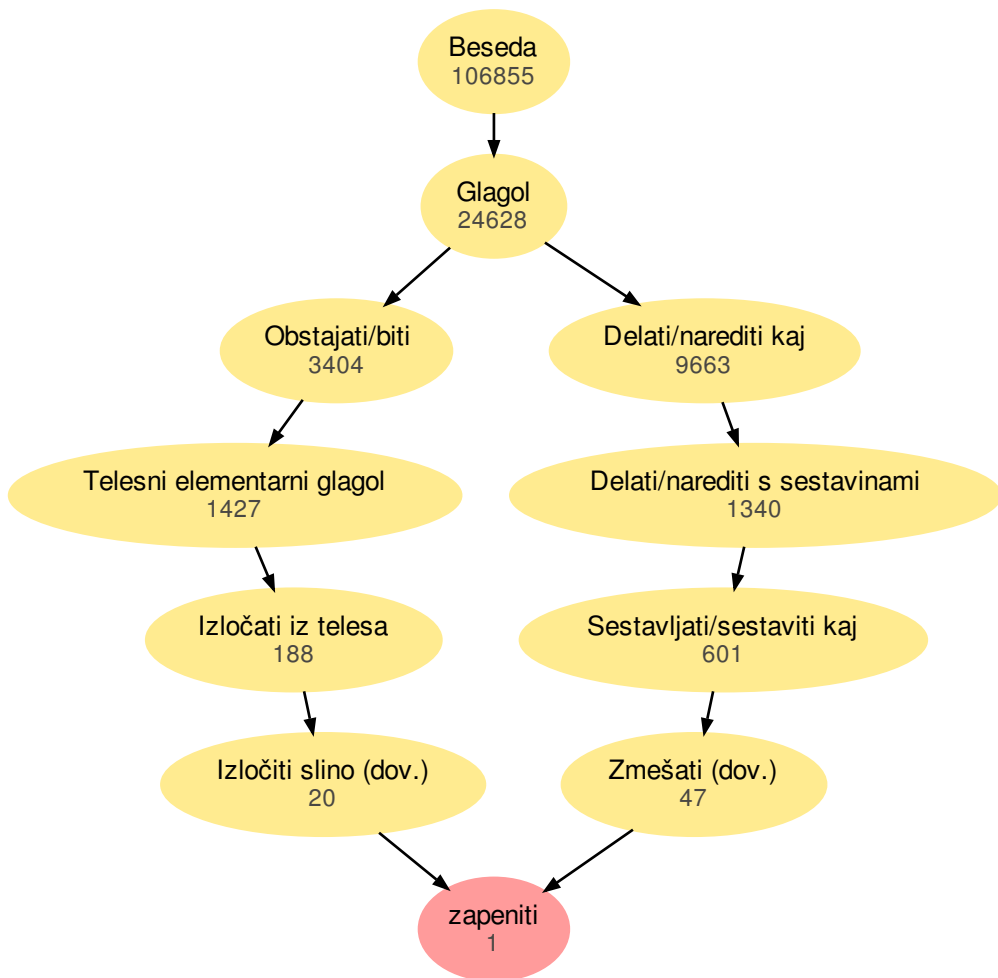 Beseda
106855
Glagol
24628
Obstajati/biti
3404
Delati/narediti kaj
9663
Telesni elementarni glagol
1427
Delati/narediti s sestavinami
1340
Izločati iz telesa
188
Sestavljati/sestaviti kaj
601
Izločiti slino (dov.)
20
Zmešati (dov.)
47
zapeniti
1